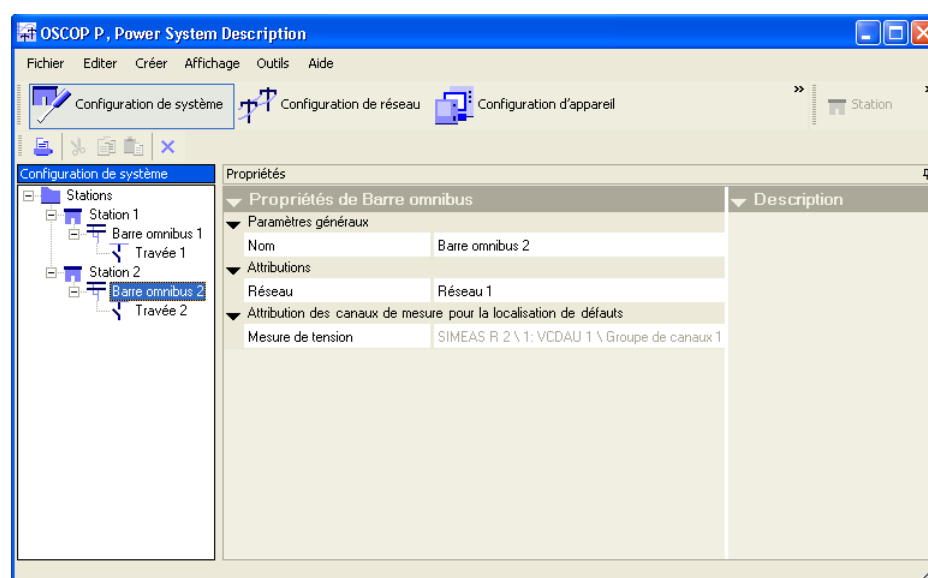 OSCOP P, Power System Description
Fichier Editer Créer Affichage Outils Aide
Configuration de système Configuration de réseau Configuration d'appareil » Station
Configuration de système
Stations
Station 1
Barre omnibus 1
Travée 1
Station 2
Barre omnibus 2
Travée 2
Propriétés
Propriétés de Barre omnibus
Paramètres généraux
Nom Barre omnibus 2
Attributions
Réseau Réseau 1
Attribution des canaux de mesure pour la localisation de défauts
Mesure de tension SIMEAS R 2 \ 1: VCDAU 1 \ Groupe de canaux 1
Description